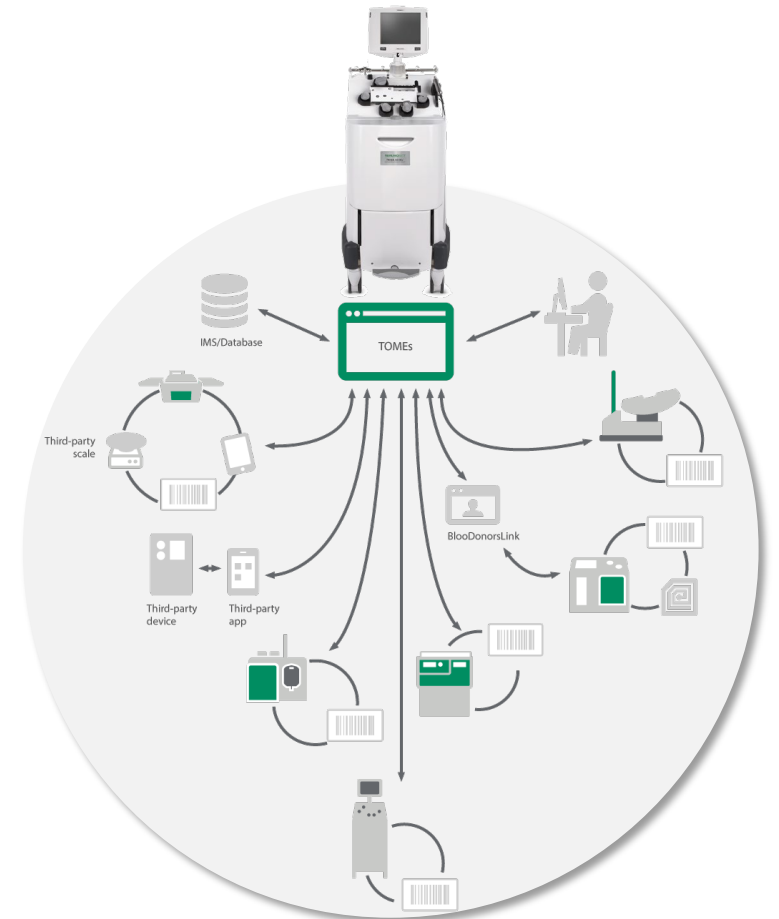 IMS/Database
TOMEs
Third-party
scale
BlooDonorsLink
Third-party
device
Third-party
app